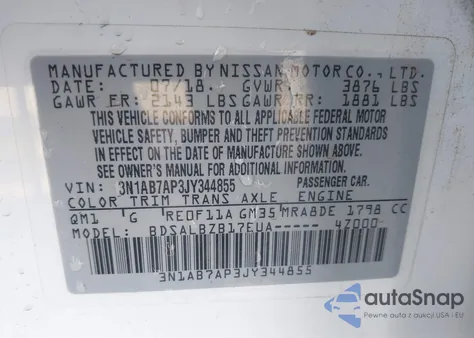 MANUFACTURED BY NISSAN MOTOR CO., LTD.
DATE: 07/18. GVWR: 3876 LBS
GAWR FR: 2143 LBS GAWR RR: 1881 LBS
THIS VEHICLE CONFORMS TO ALL APPLICABLE FEDERAL MOTOR
VEHICLE SAFETY, BUMPER AND THEFT PREVENTION STANDARDS
IN EFFECT ON THE DATE OF MANUFACTURE SHOWN ABOVE.
SEE OWNER'S MANUAL FOR ADDITIONAL INFORMATION
VIN: 3N1AB7AP3JY344855 PASSENGER CAR.
COLOR TRIM TRANS AXLE ENGINE
QM1 G RE0F11A GM35 MRA8DE 1798 CC
MODEL: BDSALBZB17EUA----- 4Z000-
3N1AB7AP3JY344855
autoSnap
Pewne auta z aukcji USA i EU